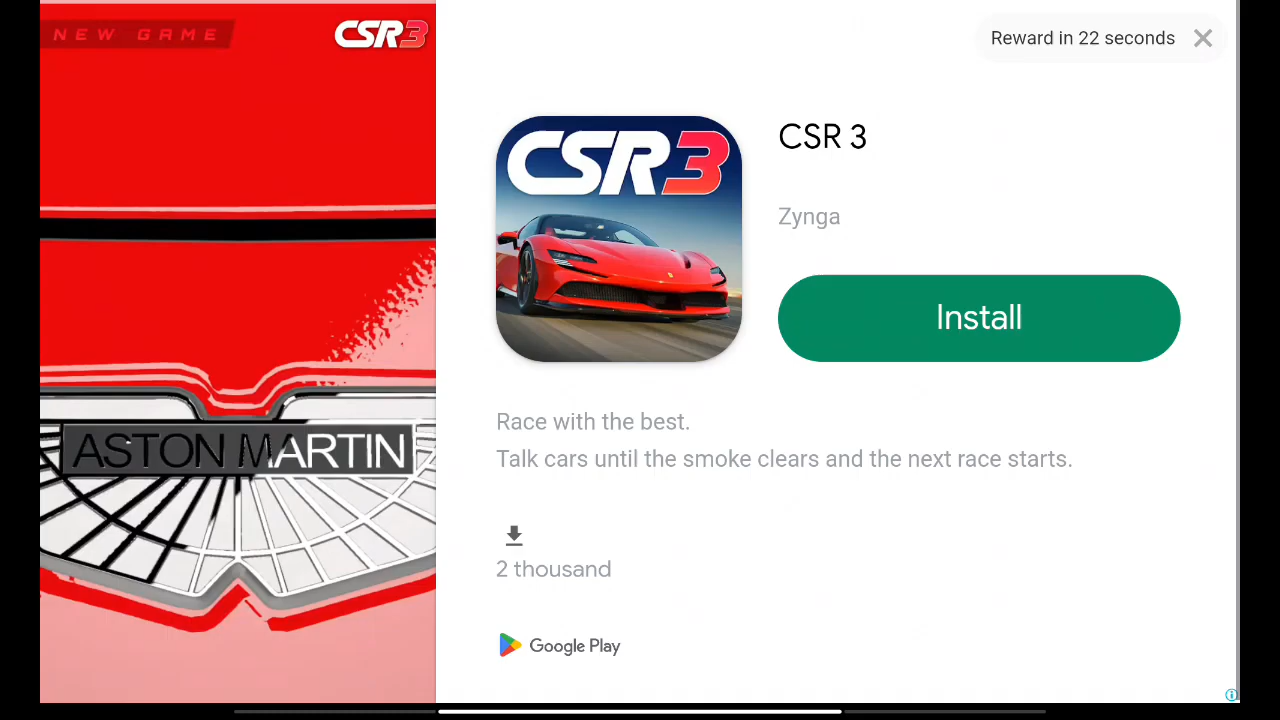 NEW GAME
CSR3
ASTON MARTIN
Reward in 22 seconds
CSR3
CSR 3
Zynga
Install
Race with the best.
Talk cars until the smoke clears and the next race starts.
2 thousand
Google Play